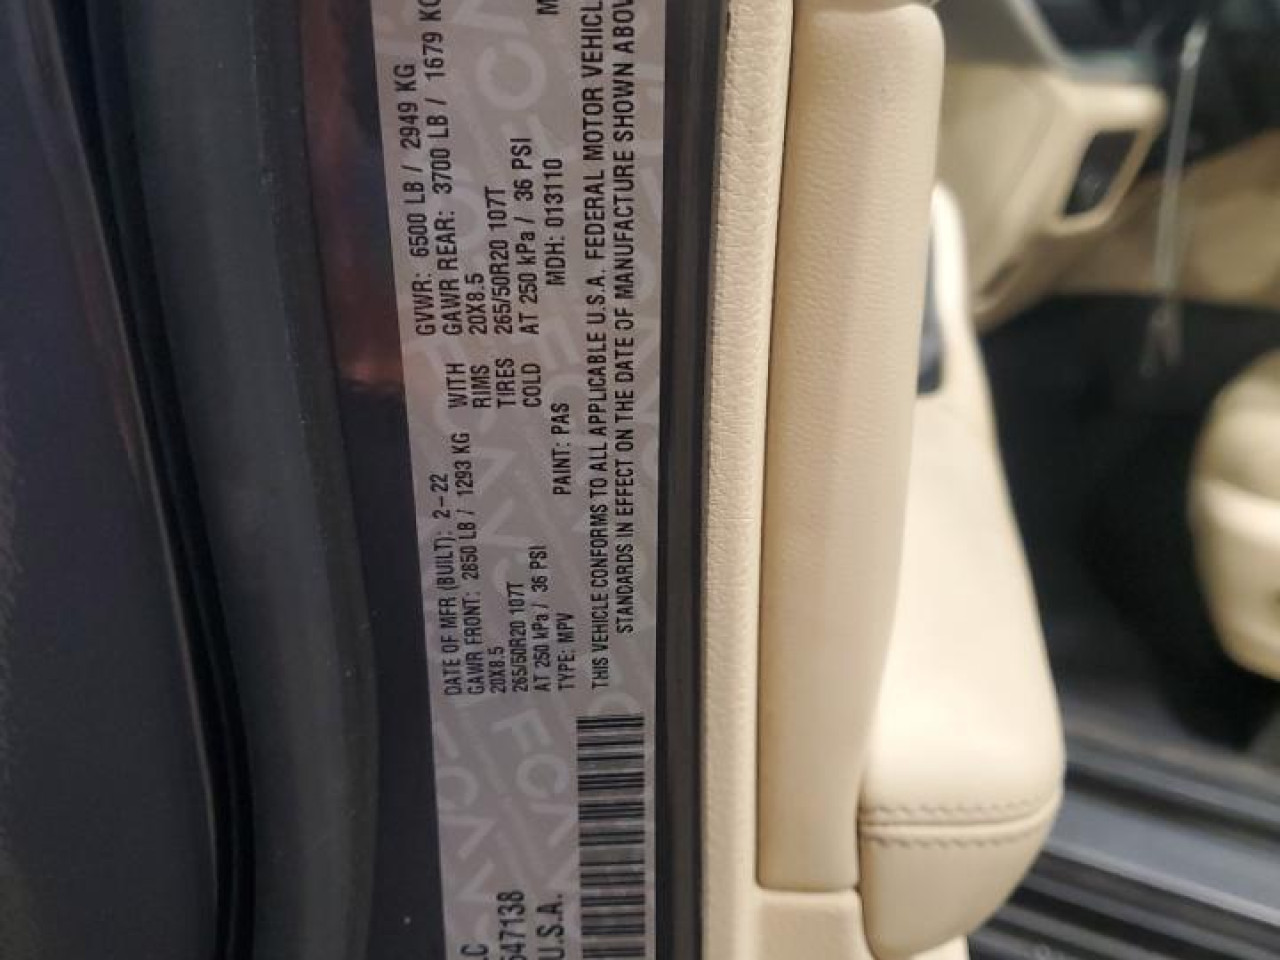 GVWR: 6500 LB / 2949 KG
DATE OF MFR (BUILT): 2-22
GAWR FRONT: 2850 LB / 1293 KG WITH GAWR REAR: 3700 LB / 1679 KG
20X8.5 RIMS 20X8.5
265/50R20 107T TIRES 265/50R20 107T
AT 250 kPa / 36 PSI COLD AT 250 kPa / 36 PSI
TYPE: MPV PAINT: PAS MDH: 013110
THIS VEHICLE CONFORMS TO ALL APPLICABLE U.S.A. FEDERAL MOTOR
STANDARDS IN EFFECT ON THE DATE OF MANUFACTURE SHOWN
LC
547138
U.S.A.